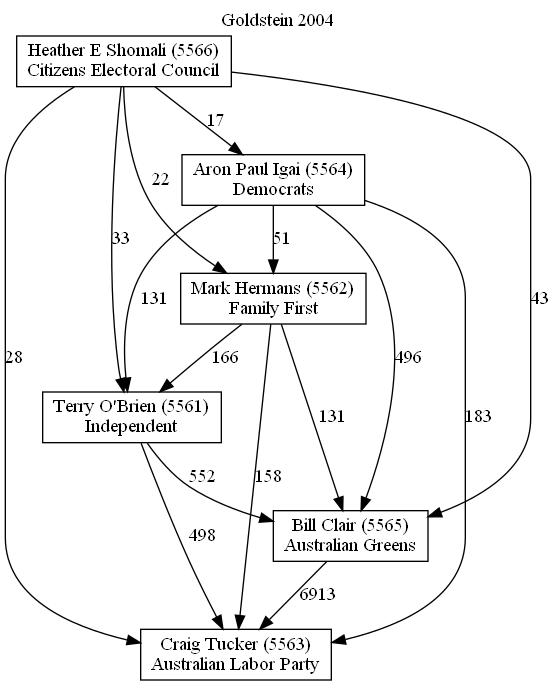 Goldstein 2004
Heather E Shomali (5566)
Citizens Electoral Council
17
Aron Paul Igai (5564)
Democrats
22
33
51
43
Mark Hermans (5562)
Family First
131
28
166
496
Terry O'Brien (5561)
Independent
131
183
552
158
Bill Clair (5565)
Australian Greens
498
6913
Craig Tucker (5563)
Australian Labor Party